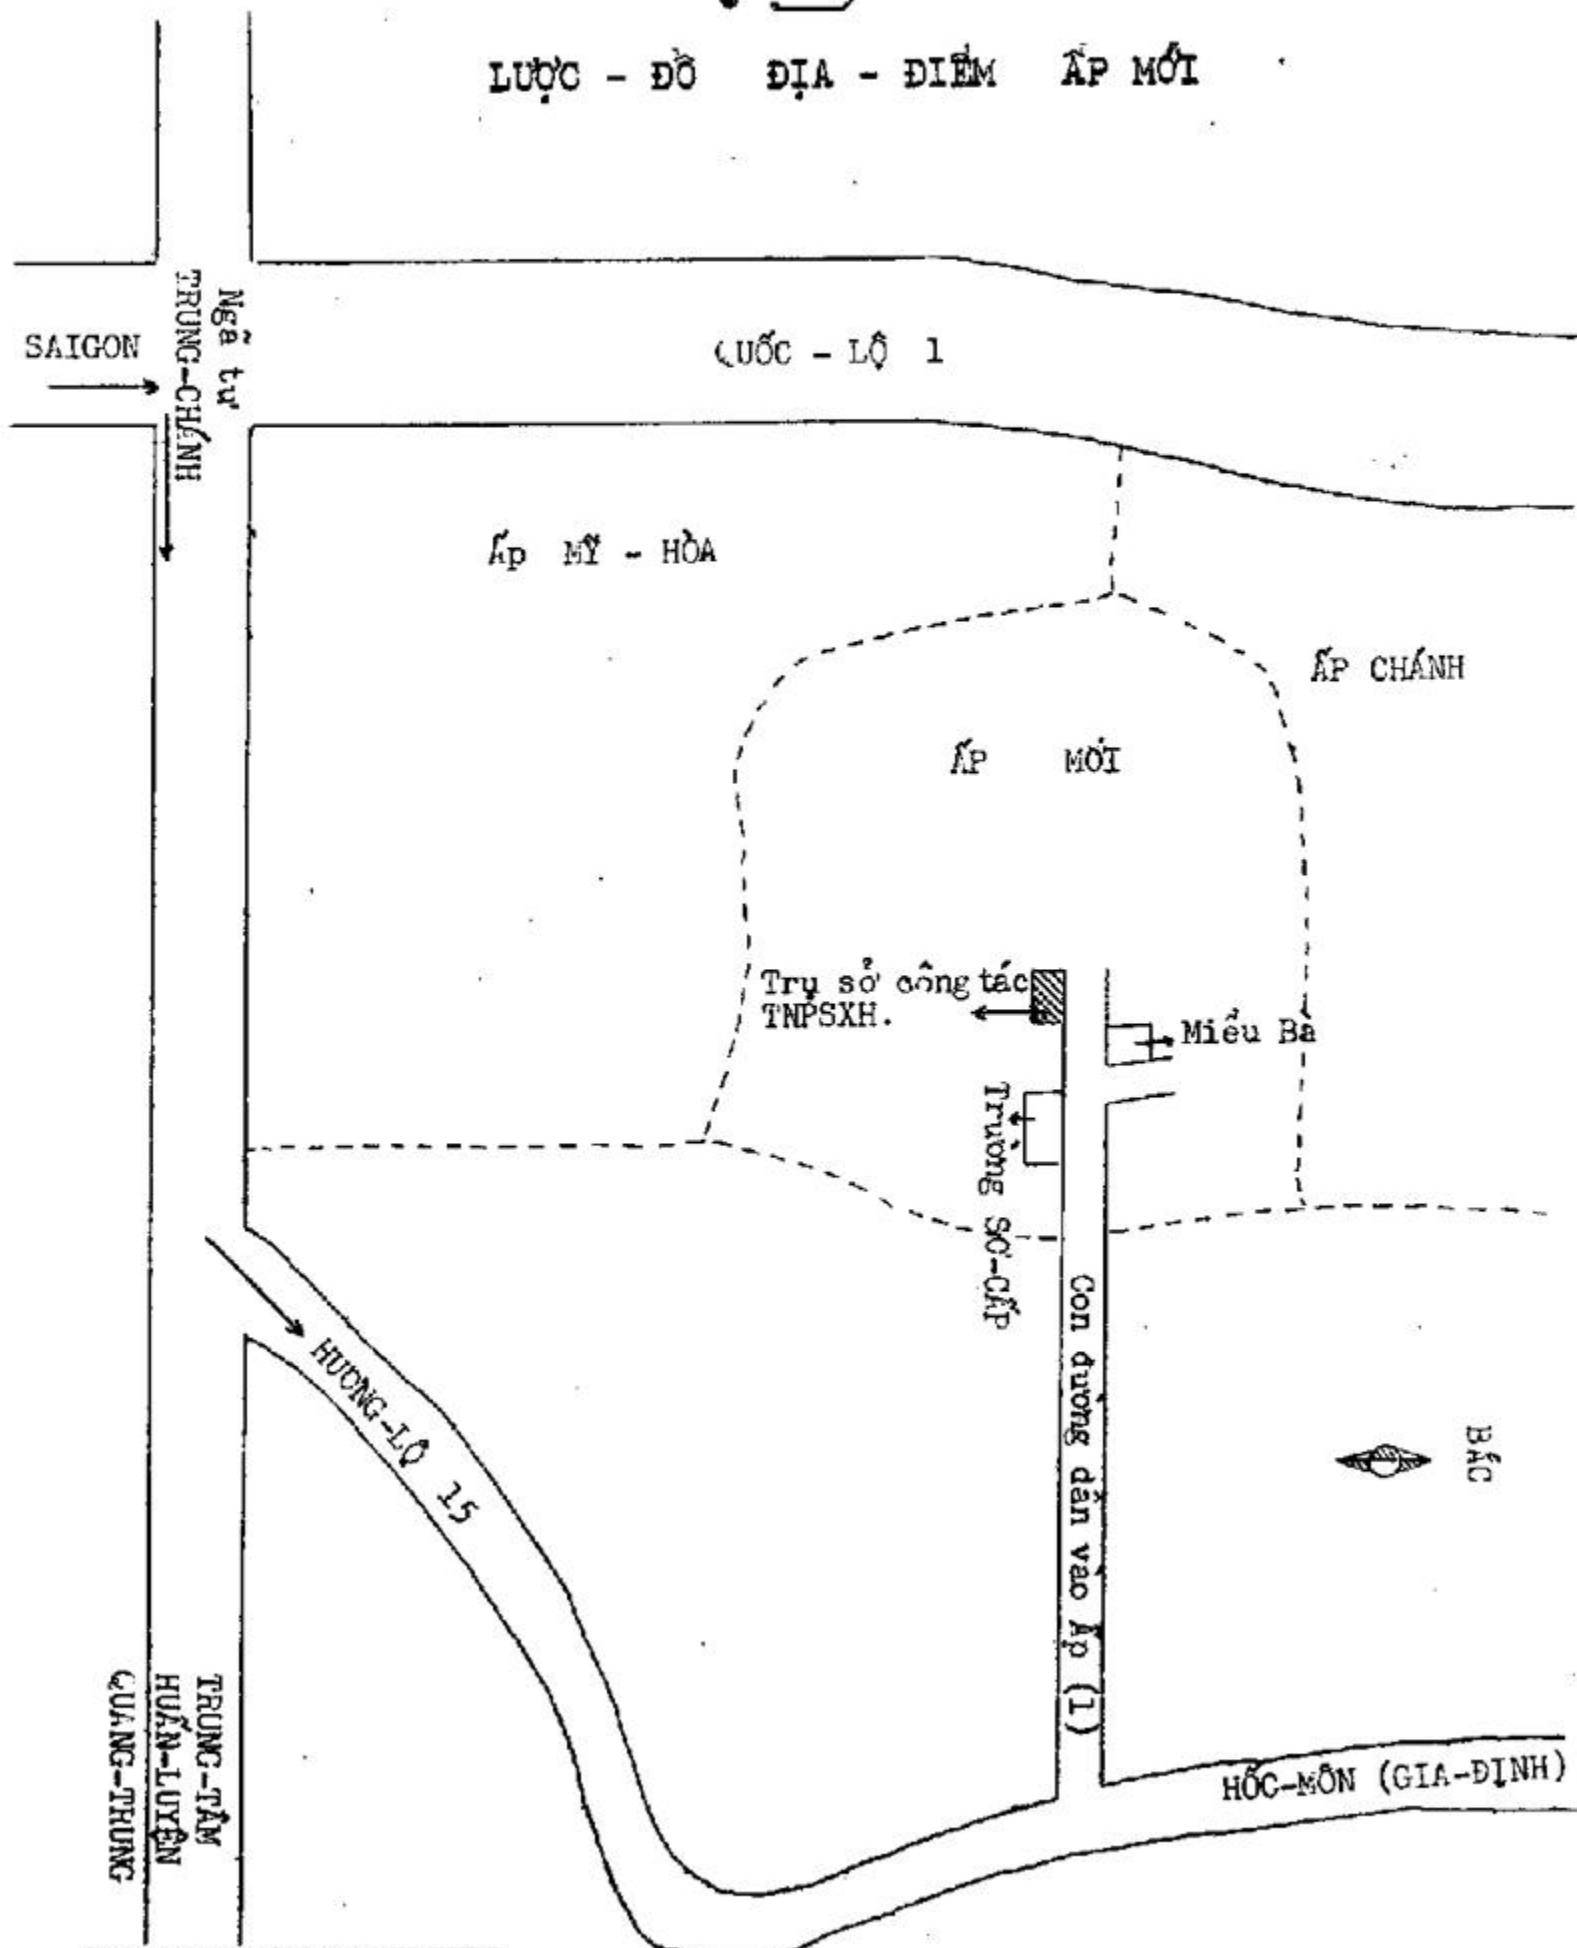 LƯỢC - ĐỒ ĐỊA - ĐIỂM ẤP MỚI
SAIGON
Ngã tư
TRUNG-CHÁNH
QUỐC - LỘ 1
Ấp MỸ - HÒA
ẤP CHÁNH
ẤP MỚI
Trụ sở công tác
TNPSXH.
Miểu Bà
Trường SƠ-CẤP
Con đường dẫn vào Ấp (1)
BẮC
HƯƠNG-LỘ 15
TRUNG-TÂM
HUẤN-LUYỆN
QUANG-TRUNG
HỐC-MÔN (GIA-ĐỊNH)